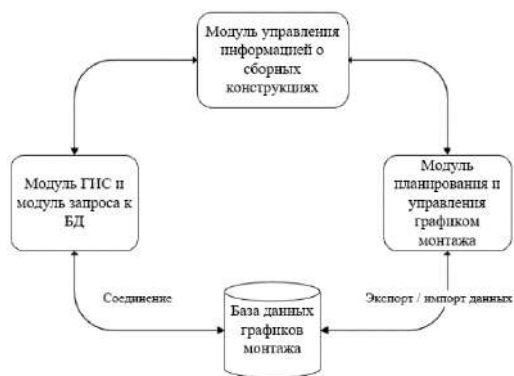 Модуль управления
информацией о
сборных
конструкциях
Модуль ГИС и
модуль запроса к
БД
Модуль
планирования и
управления
графиком
монтажа
Соединение
Экспорт / импорт данных
База данных
графиков
монтажа